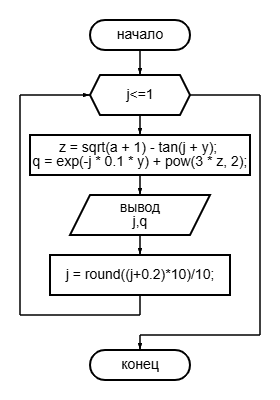 начало
j<=1
z = sqrt(a + 1) - tan(j + y);
q = exp(-j * 0.1 * y) + pow(3 * z, 2);
вывод
j,q
j = round((j+0.2)*10)/10;
конец